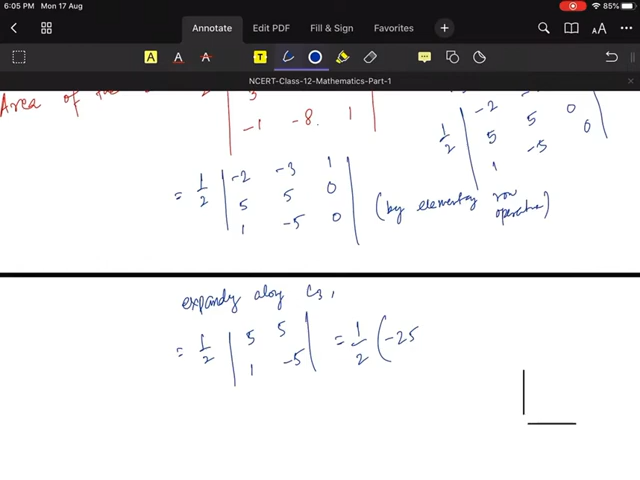 6:05 PM Mon 17 Aug 85%
Annotate Edit PDF Fill & Sign Favorites
NCERT-Class-12-Mathematics-Part-1
Area of the
-1 -8 1
1/2 | -2
5 5 0
1 -5 0
= 1/2 | -2 -3 1 |
5 5 0
1 -5 0
(by elementary row
operation)
expandy along C3,
= 1/2 | 5 5 | = 1/2 ( -25
1 -5